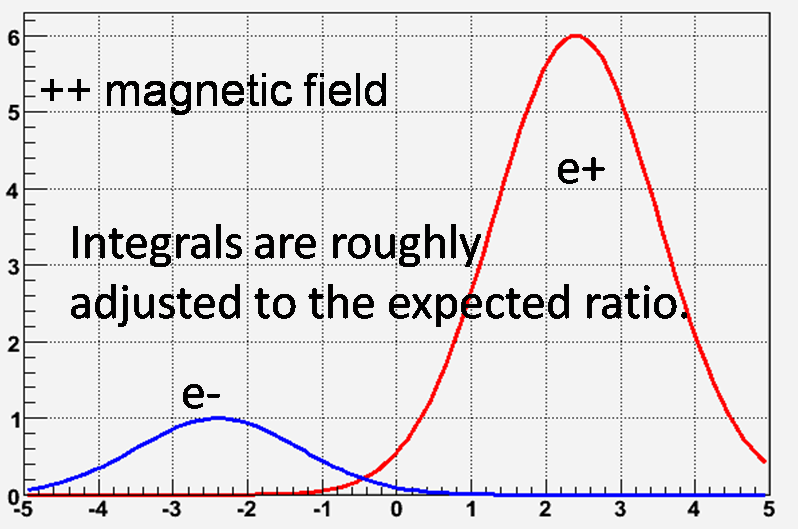 6
++ magnetic field
5
e+
4
Integrals are roughly
3
adjusted to the expected ratio.
2
e-
1
0
-5 -4 -3 -2 -1 0 1 2 3 4 5